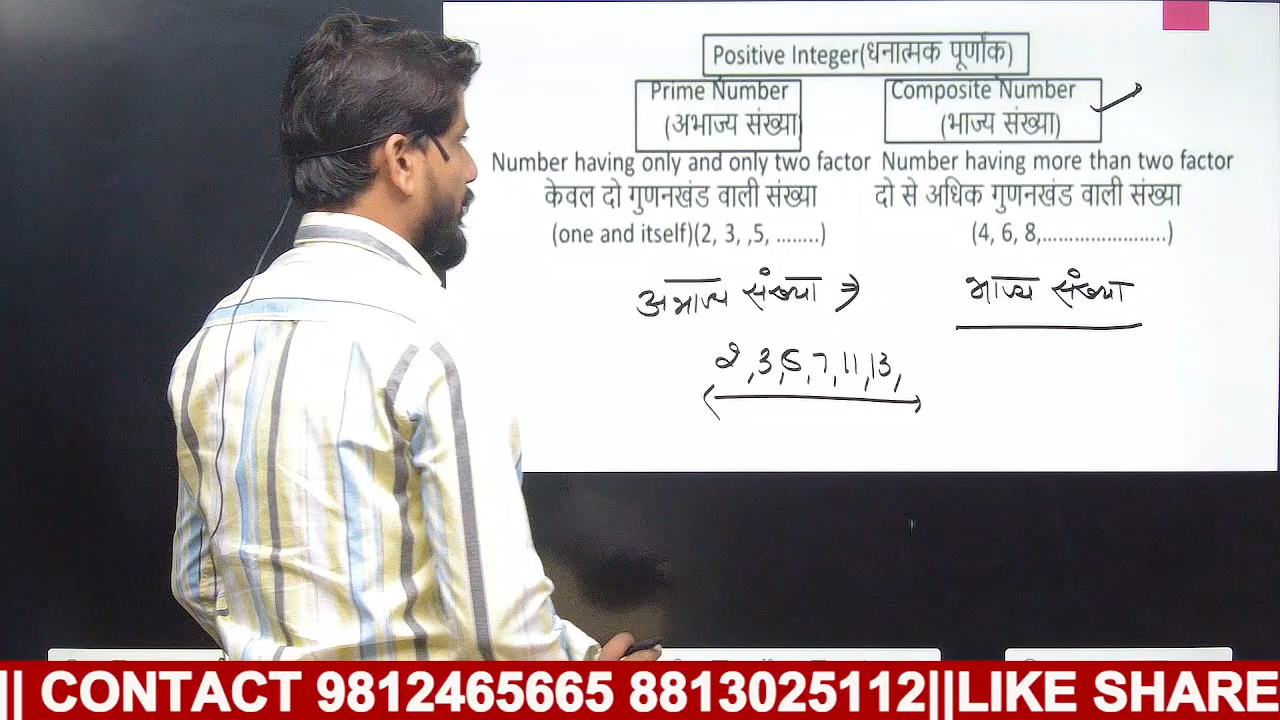 Positive Integer(धनात्मक पूर्णांक)
Prime Number
(अभाज्य संख्या)
Composite Number
(भाज्य संख्या)
Number having only and only two factor
केवल दो गुणनखंड वाली संख्या
(one and itself)(2, 3, ,5, ........)
Number having more than two factor
दो से अधिक गुणनखंड वाली संख्या
(4, 6, 8,.......................)
अभाज्य संख्या ⇒
2,3,5,7,11,13,
भाज्य संख्या
|| CONTACT 9812465665 8813025112||LIKE SHARE